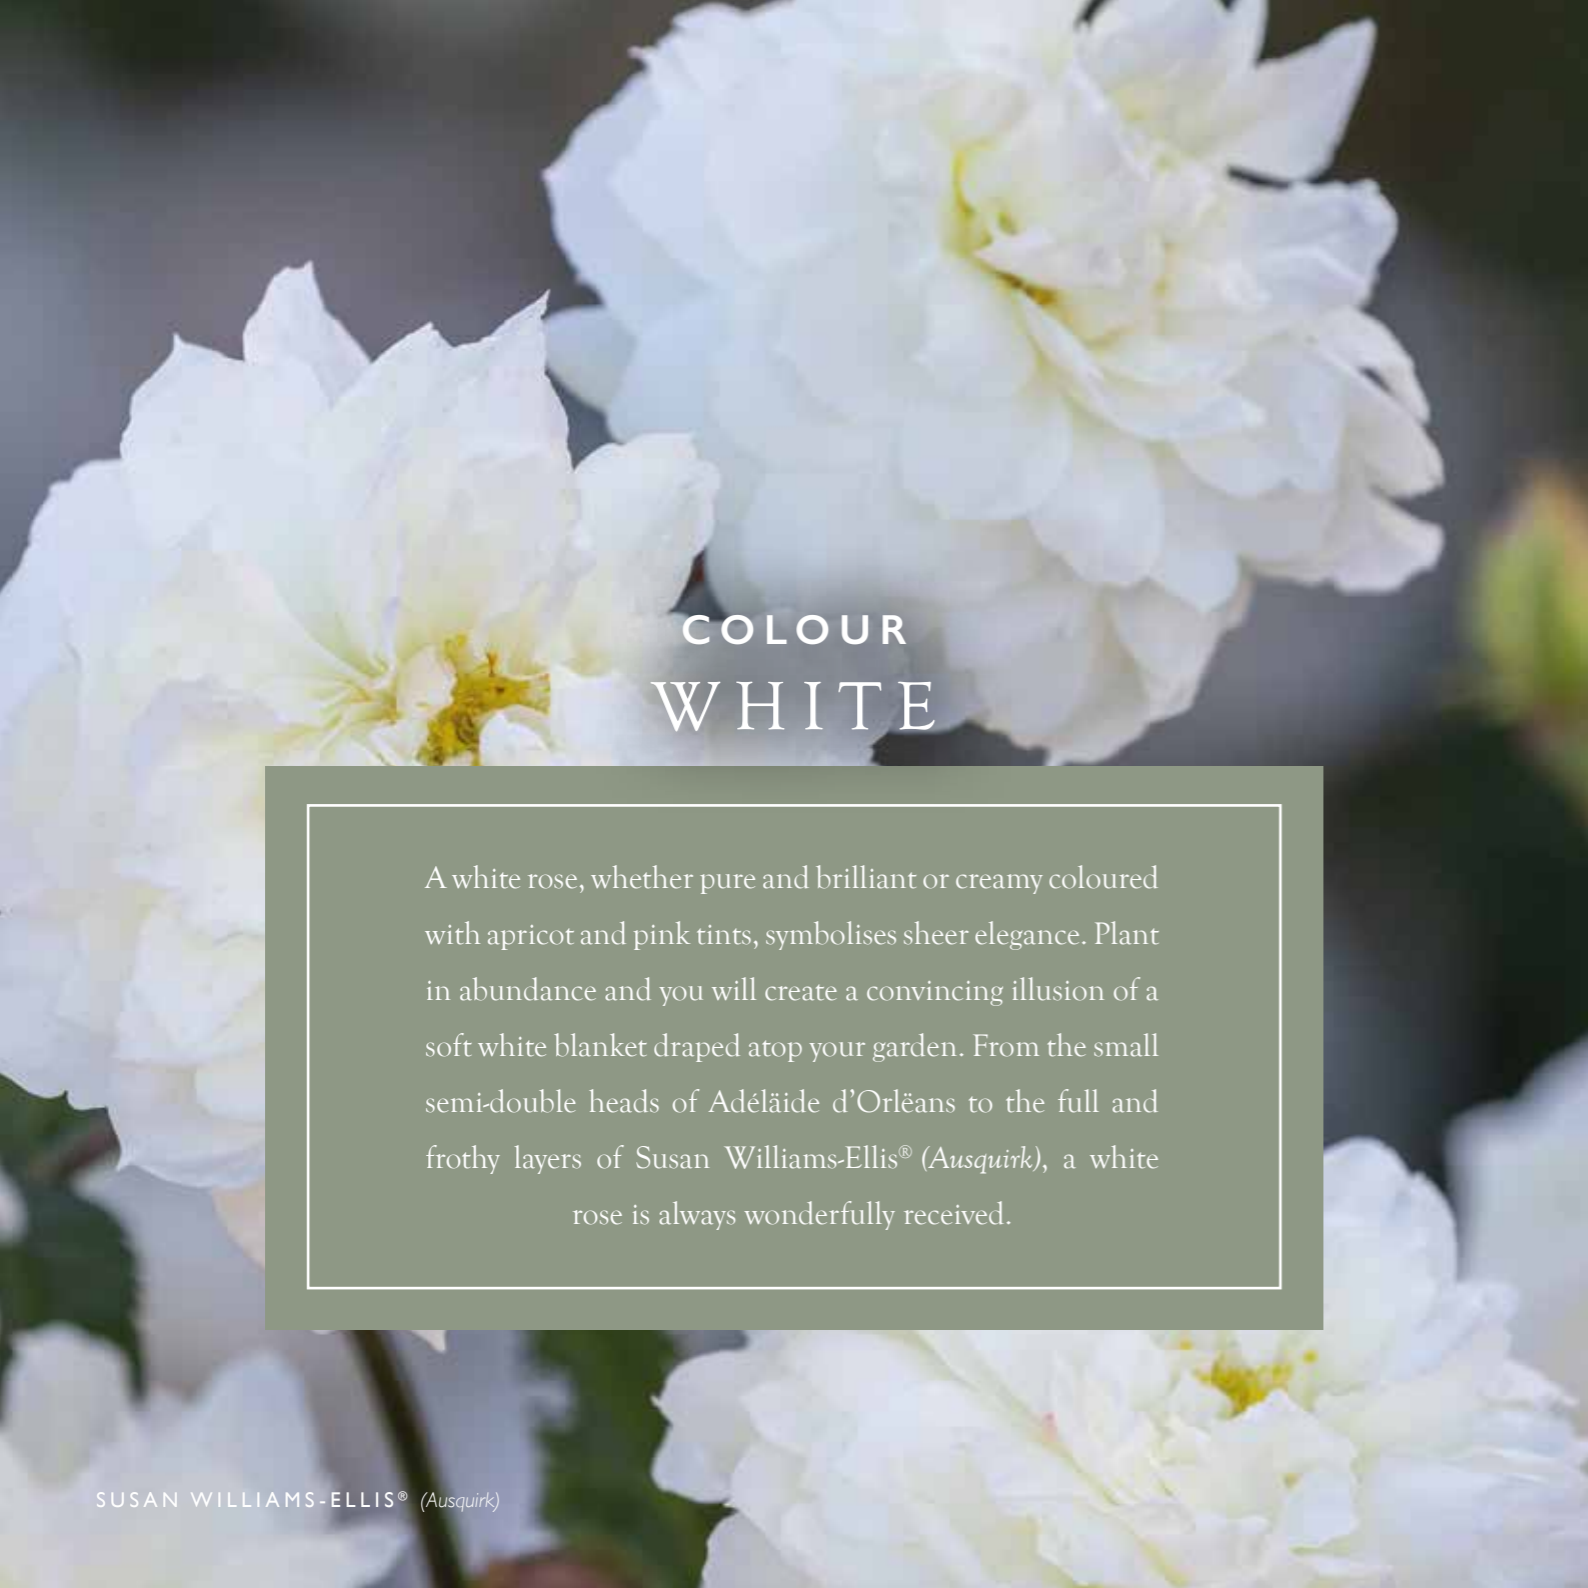 COLOUR
WHITE
A white rose, whether pure and brilliant or creamy coloured
with apricot and pink tints, symbolises sheer elegance. Plant
in abundance and you will create a convincing illusion of a
soft white blanket draped atop your garden. From the small
semi-double heads of Adéläide d’Orlëans to the full and
frothy layers of Susan Williams-Ellis® (Ausquirk), a white
rose is always wonderfully received.
SUSAN WILLIAMS-ELLIS® (Ausquirk)